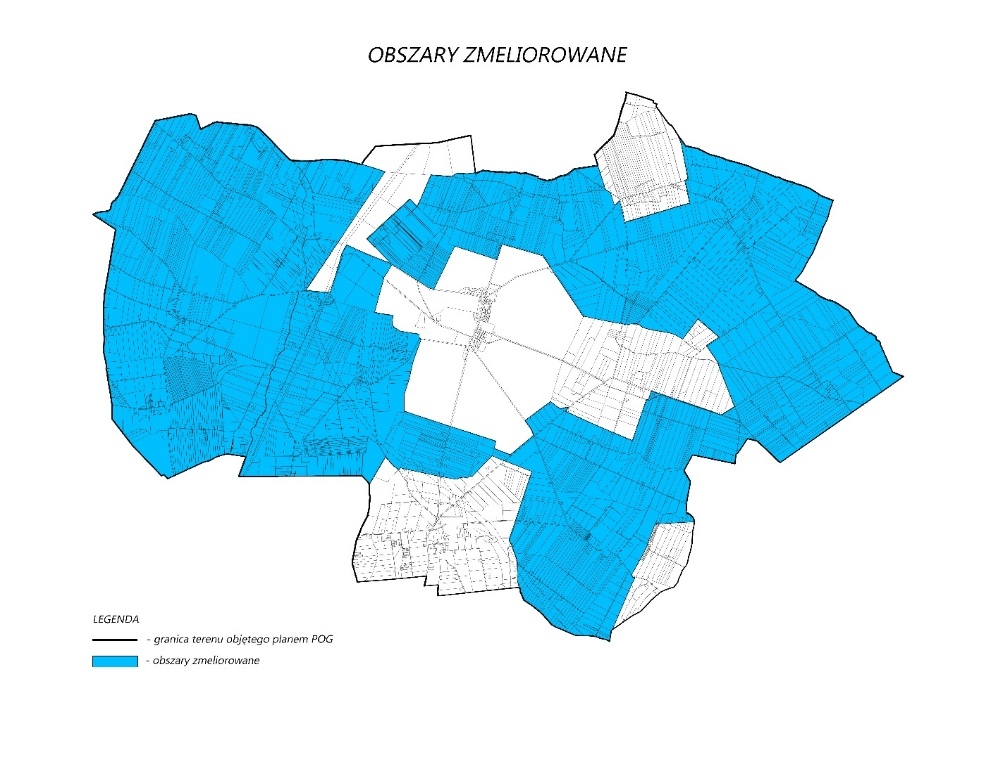 OBSZARY ZMELIOROWANE
LEGENDA
- granica terenu objętego planem POG
- obszary zmeliorowane